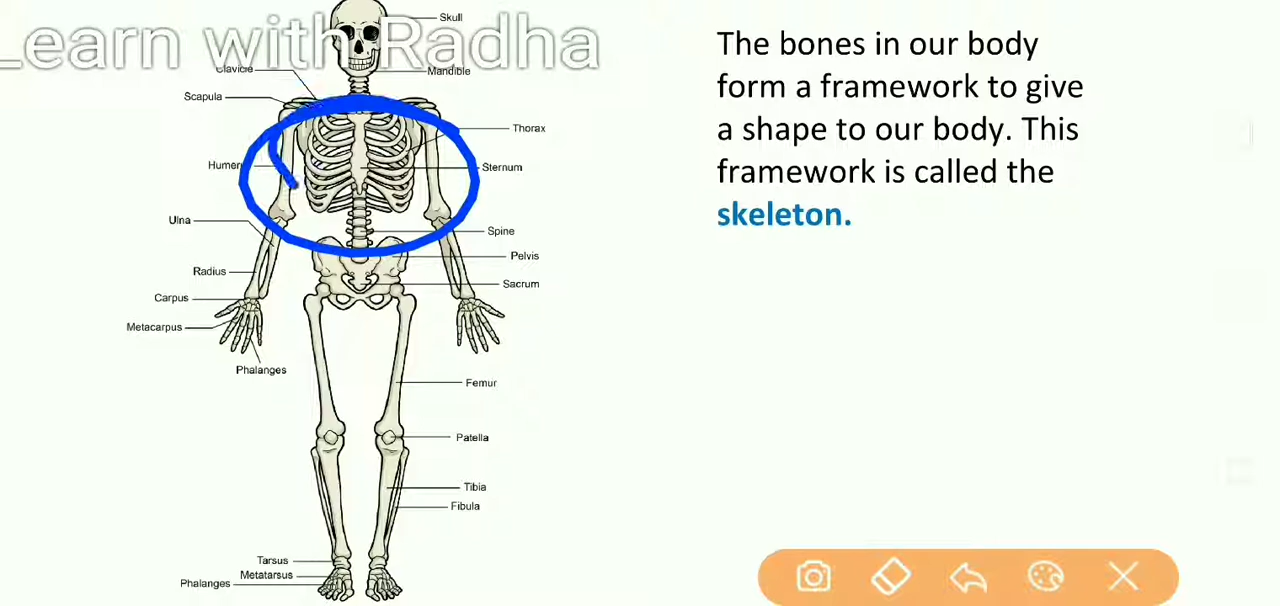 Learn with Radha
Skull
Clavicle
Mandible
Scapula
Thorax
Humer
Sternum
Ulna
Spine
Pelvis
Radius
Sacrum
Carpus
Metacarpus
Phalanges
Femur
Patella
Tibia
Fibula
Tarsus
Metatarsus
Phalanges
The bones in our body
form a framework to give
a shape to our body. This
framework is called the
skeleton.